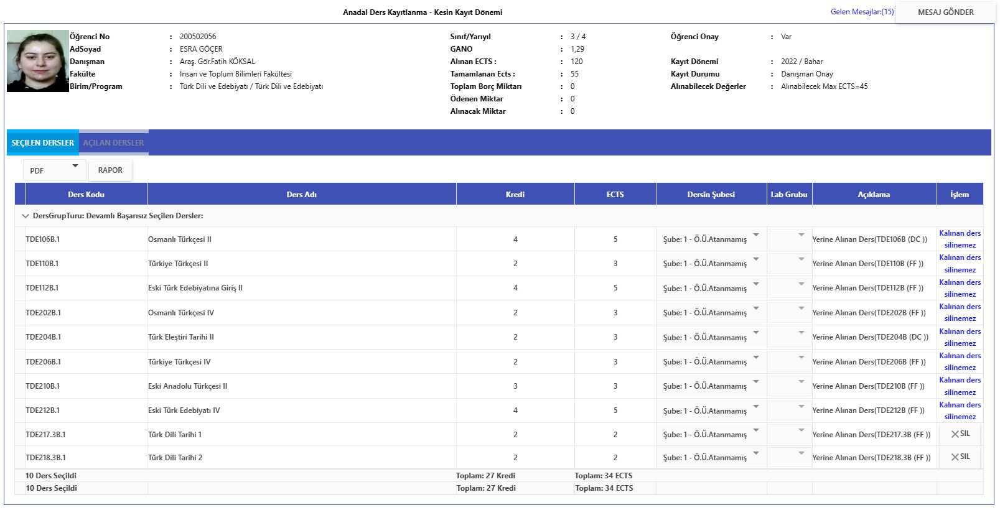 Anadal Ders Kayıtlanma - Kesin Kayıt Dönemi
Gelen Mesajlar:(15)
MESAJ GÖNDER
Öğrenci No : 200502056
AdSoyad : ESRA GÖÇER
Danışman : Araş. Gör.Fatih KÖKSAL
Fakülte : İnsan ve Toplum Bilimleri Fakültesi
Birim/Program : Türk Dili ve Edebiyatı / Türk Dili ve Edebiyatı
Sınıf/Yarıyıl : 3 / 4
GANO : 1,29
Alınan ECTS : : 120
Tamamlanan Ects : : 55
Toplam Borç Miktarı : 0
Ödenen Miktar : 0
Alınacak Miktar : 0
Öğrenci Onay : Var
Kayıt Dönemi : 2022 / Bahar
Kayıt Durumu : Danışman Onay
Alınabilecek Değerler : Alınabilecek Max ECTS=45
SEÇİLEN DERSLER AÇILAN DERSLER
PDF RAPOR
Ders Kodu Ders Adı Kredi ECTS Dersin Şubesi Lab Grubu Açıklama İşlem
DersGrupTuru: Devamlı Başarısız Seçilen Dersler:
TDE106B.1 Osmanlı Türkçesi II 4 5 Şube: 1 - Ö.Ü.Atanmamış Yerine Alınan Ders(TDE106B (DC )) Kalınan ders silinemez
TDE110B.1 Türkiye Türkçesi II 2 3 Şube: 1 - Ö.Ü.Atanmamış Yerine Alınan Ders(TDE110B (FF )) Kalınan ders silinemez
TDE112B.1 Eski Türk Edebiyatına Giriş II 4 5 Şube: 1 - Ö.Ü.Atanmamış Yerine Alınan Ders(TDE112B (FF )) Kalınan ders silinemez
TDE202B.1 Osmanlı Türkçesi IV 2 3 Şube: 1 - Ö.Ü.Atanmamış Yerine Alınan Ders(TDE202B (FF )) Kalınan ders silinemez
TDE204B.1 Türk Eleştiri Tarihi II 2 3 Şube: 1 - Ö.Ü.Atanmamış Yerine Alınan Ders(TDE204B (DC )) Kalınan ders silinemez
TDE206B.1 Türkiye Türkçesi IV 2 3 Şube: 1 - Ö.Ü.Atanmamış Yerine Alınan Ders(TDE206B (FF )) Kalınan ders silinemez
TDE210B.1 Eski Anadolu Türkçesi II 3 3 Şube: 1 - Ö.Ü.Atanmamış Yerine Alınan Ders(TDE210B (FF )) Kalınan ders silinemez
TDE212B.1 Eski Türk Edebiyatı IV 4 5 Şube: 1 - Ö.Ü.Atanmamış Yerine Alınan Ders(TDE212B (FF )) Kalınan ders silinemez
TDE217.3B.1 Türk Dili Tarihi 1 2 2 Şube: 1 - Ö.Ü.Atanmamış Yerine Alınan Ders(TDE217.3B (FF )) SIL
TDE218.3B.1 Türk Dili Tarihi 2 2 2 Şube: 1 - Ö.Ü.Atanmamış Yerine Alınan Ders(TDE218.3B (FF )) SIL
10 Ders Seçildi Toplam: 27 Kredi Toplam: 34 ECTS
10 Ders Seçildi Toplam: 27 Kredi Toplam: 34 ECTS